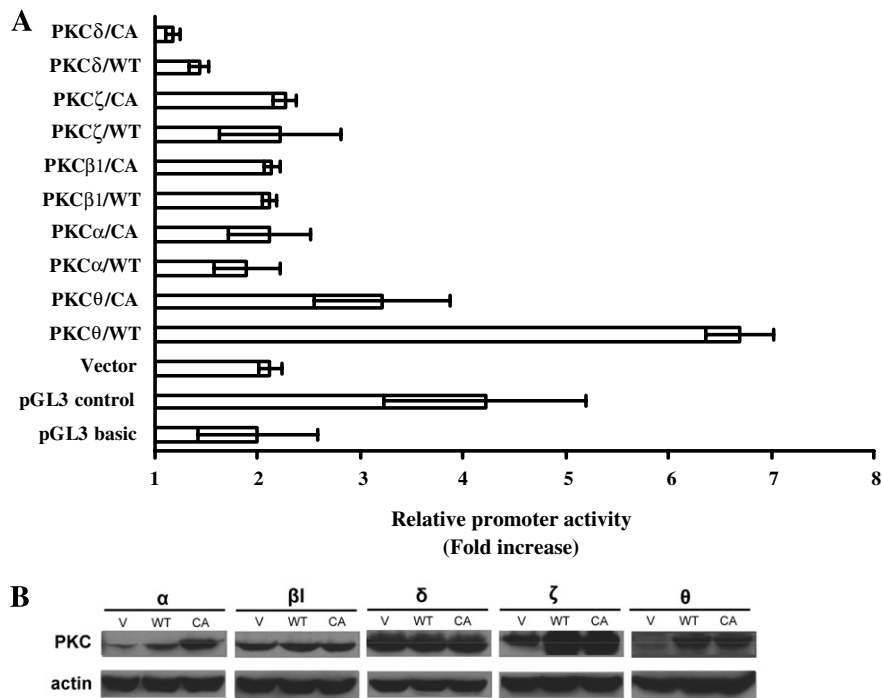 A
PKCδ/CA
PKCδ/WT
PKCζ/CA
PKCζ/WT
PKCβ1/CA
PKCβ1/WT
PKCα/CA
PKCα/WT
PKCθ/CA
PKCθ/WT
Vector
pGL3 control
pGL3 basic
1 2 3 4 5 6 7 8
Relative promoter activity
(Fold increase)
B
α βI δ ζ θ
V WT CA V WT CA V WT CA V WT CA V WT CA
PKC
actin